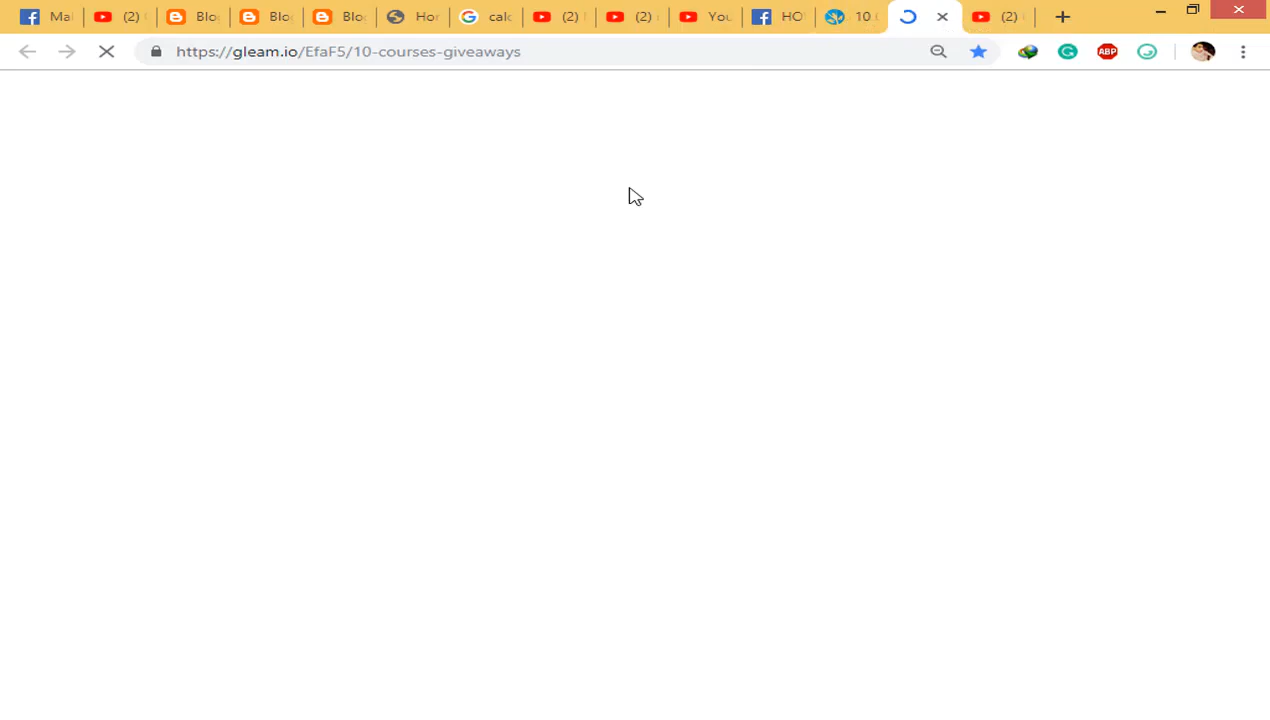 Ma (2) Blo Blo Blo Hor calc (2) (2) You HO 10 (2)
https://gleam.io/EfaF5/10-courses-giveaways
ABP